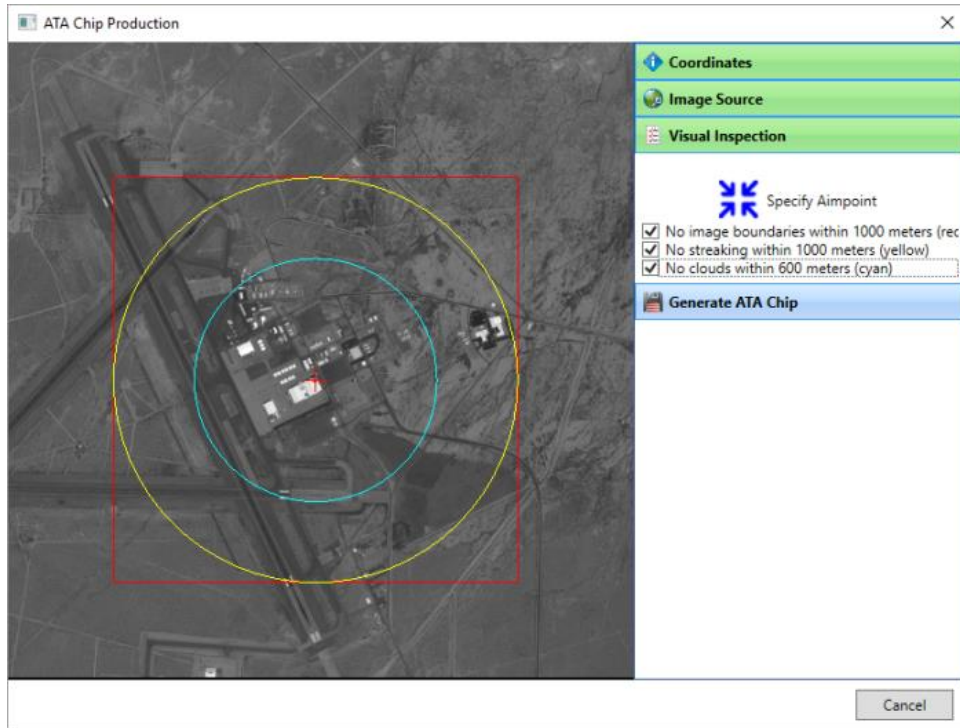 ATA Chip Production
Coordinates
Image Source
Visual Inspection
Specify Aimpoint
No image boundaries within 1000 meters (rec
No streaking within 1000 meters (yellow)
No clouds within 600 meters (cyan)
Generate ATA Chip
Cancel